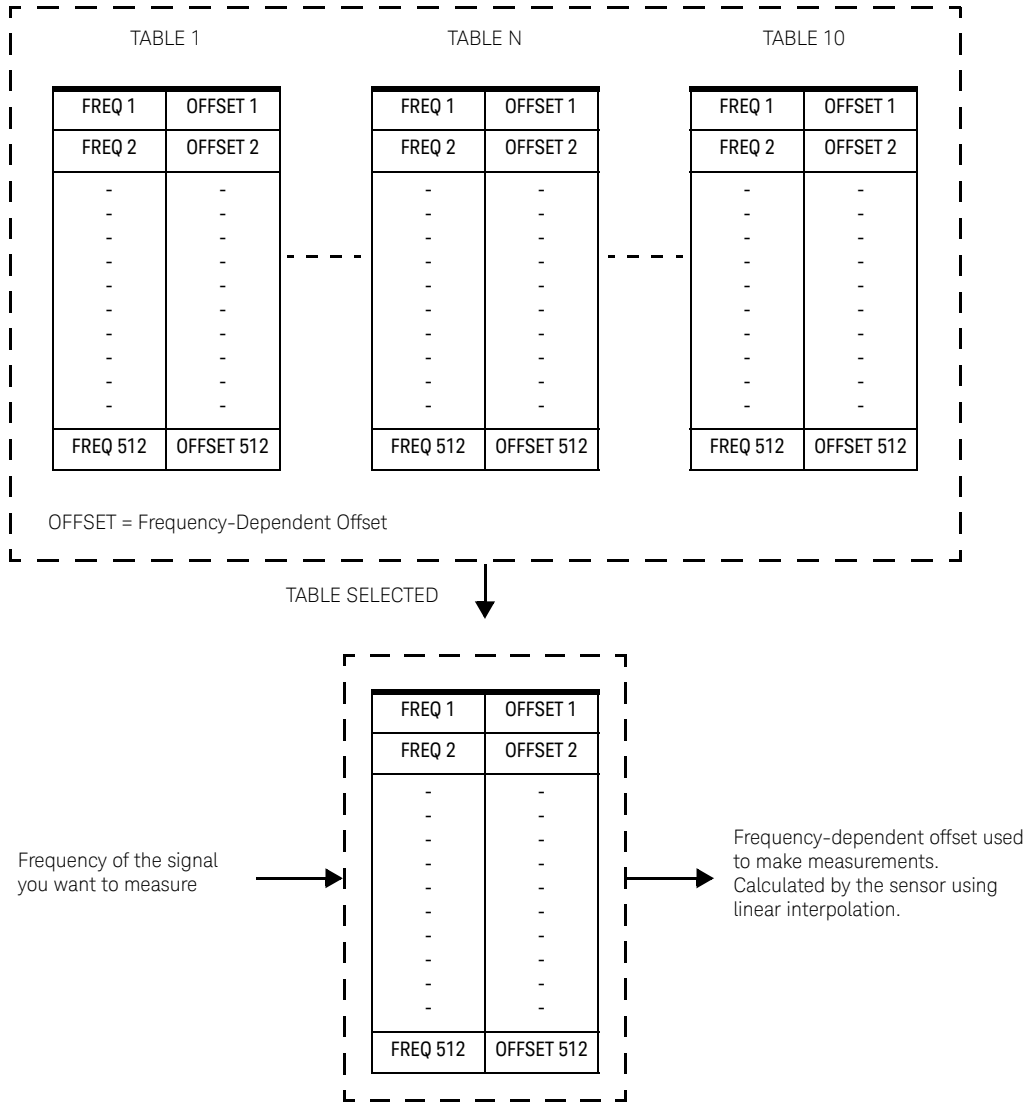 TABLE 1 TABLE N TABLE 10
FREQ 1 OFFSET 1 FREQ 1 OFFSET 1 FREQ 1 OFFSET 1
FREQ 2 OFFSET 2 FREQ 2 OFFSET 2 FREQ 2 OFFSET 2
- - - - - -
- - - - - -
- - - - - -
- - - - - -
- - - - - -
- - - - - -
- - - - - -
- - - - - -
- - - - - -
- - - - - -
FREQ 512 OFFSET 512 FREQ 512 OFFSET 512 FREQ 512 OFFSET 512
OFFSET = Frequency-Dependent Offset
TABLE SELECTED
FREQ 1 OFFSET 1
FREQ 2 OFFSET 2
- -
- -
- -
- -
- -
- -
- -
- -
- -
- -
FREQ 512 OFFSET 512
Frequency of the signal
you want to measure
Frequency-dependent offset used
to make measurements.
Calculated by the sensor using
linear interpolation.